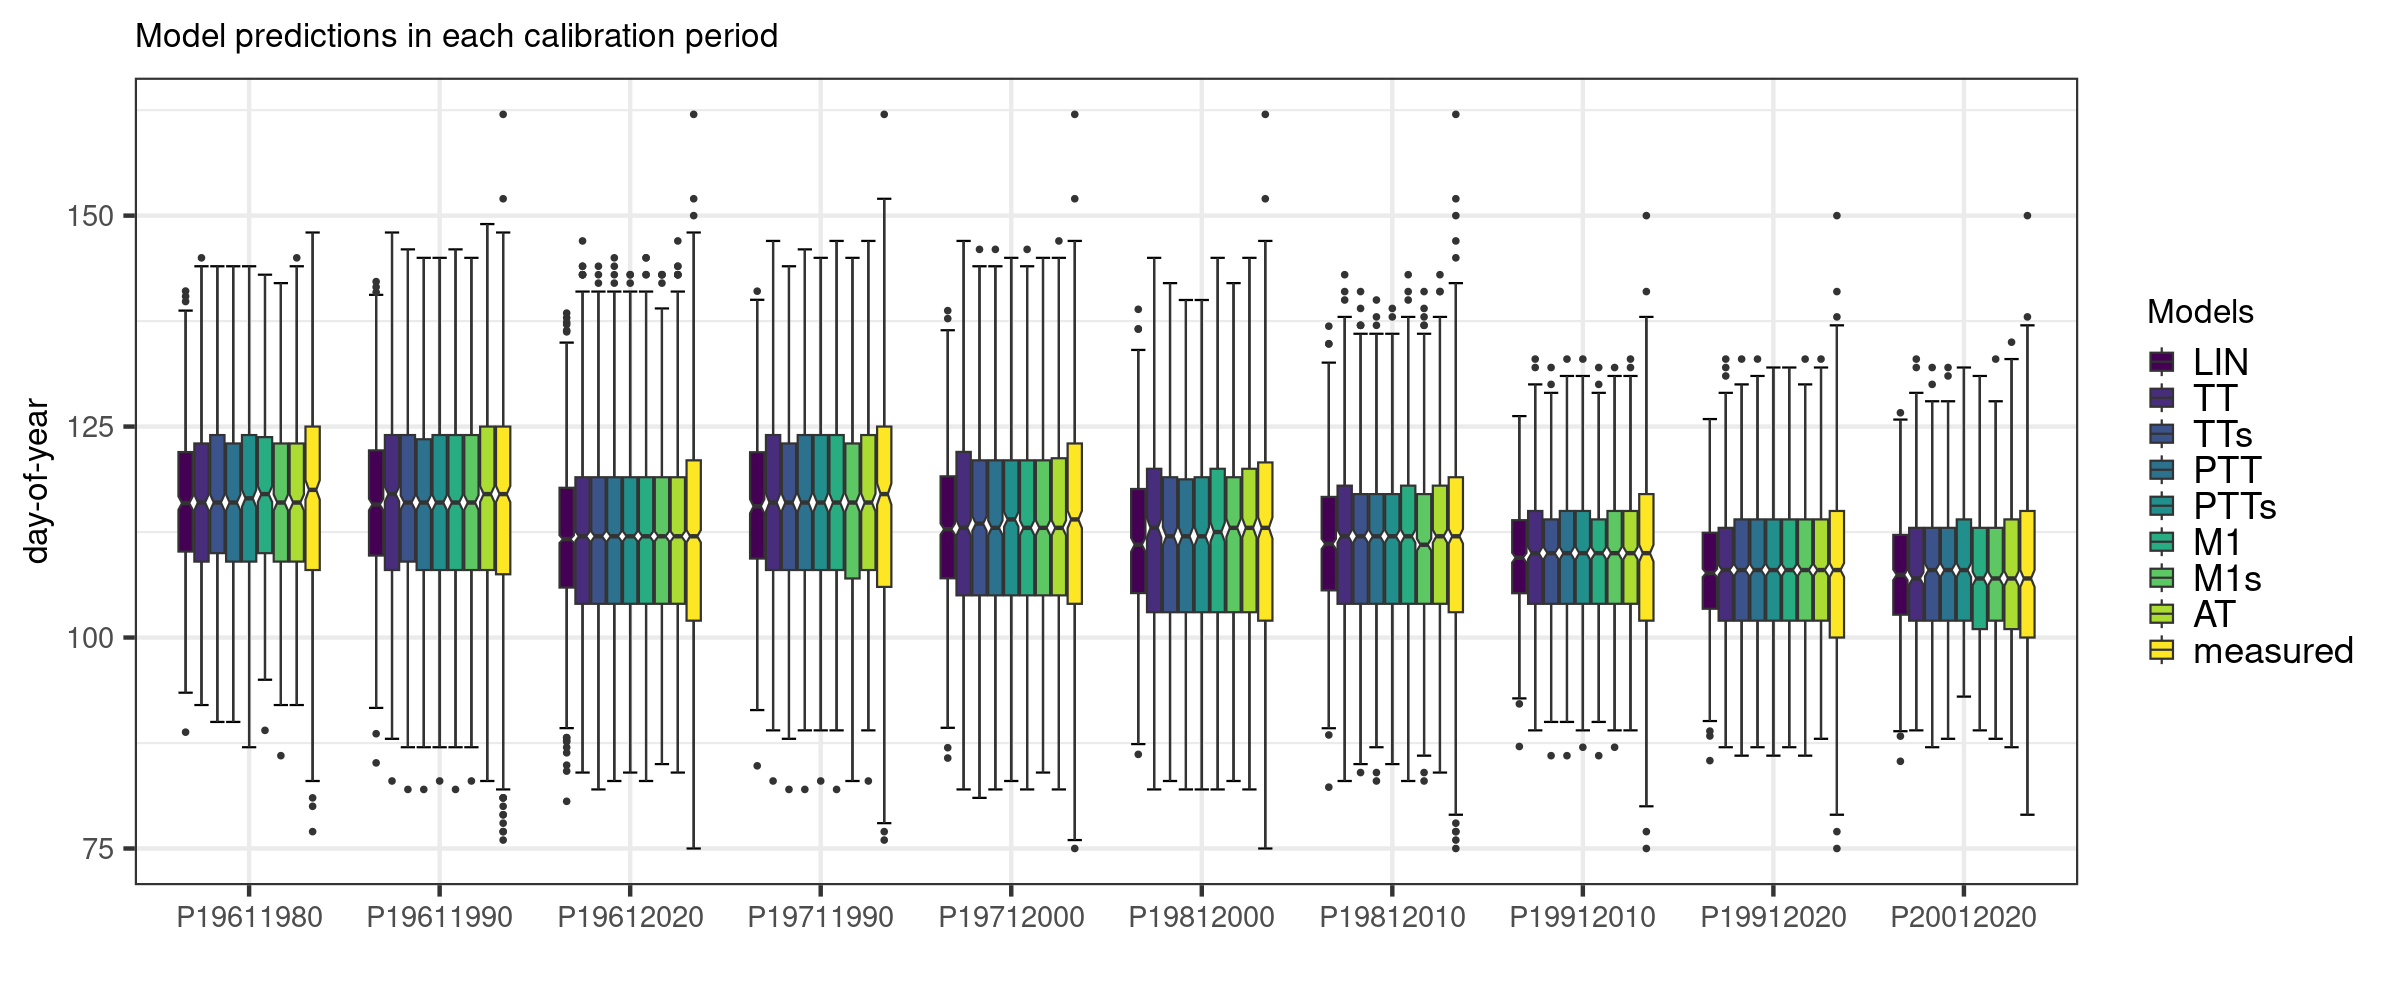 Model predictions in each calibration period
day-of-year
150
125
100
75
P19611980 P19611990 P19612020 P19711990 P19712000 P19812000 P19812010 P19912010 P19912020 P20012020
Models
LIN
TT
TTs
PTT
PTTs
M1
M1s
AT
measured